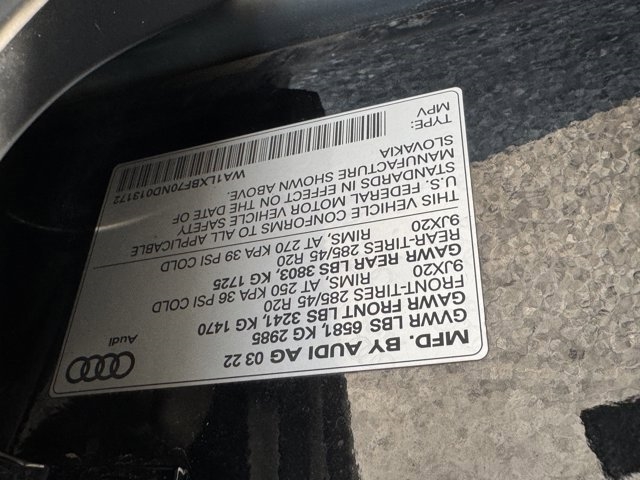 MFD. BY AUDI AG 03 22
Audi
GVWR LBS 6581, KG 2985
GAWR FRONT LBS 3241, KG 1470
FRONT-TIRES 285/45 R20
9JX20 RIMS, AT 250 KPA 36 PSI COLD
GAWR REAR LBS 3803, KG 1725
REAR-TIRES 285/45 R20
9JX20 RIMS, AT 270 KPA 39 PSI COLD
THIS VEHICLE CONFORMS TO ALL APPLICABLE
U.S. FEDERAL MOTOR VEHICLE SAFETY
STANDARDS IN EFFECT ON THE DATE OF
MANUFACTURE SHOWN ABOVE.
SLOVAKIA
WA1LXBF70ND013172
TYPE:
MPV